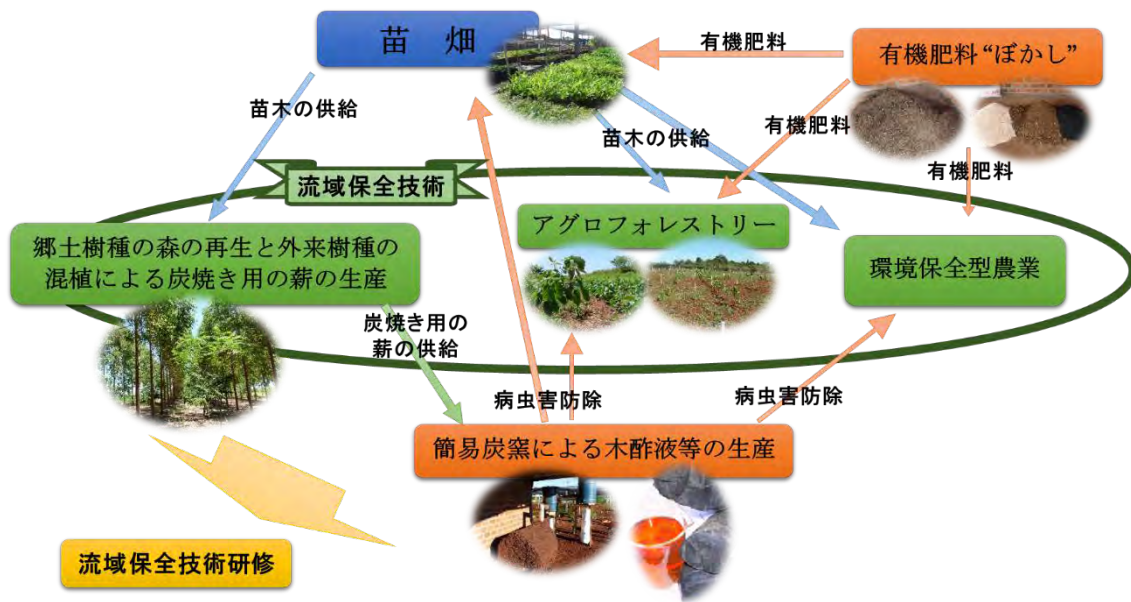 苗　畑
有機肥料
有機肥料“ぼかし”
苗木の供給
苗木の供給
有機肥料
有機肥料
流域保全技術
郷土樹種の森の再生と外来樹種の
混植による炭焼き用の薪の生産
アグロフォレストリー
環境保全型農業
炭焼き用の
薪の供給
病虫害防除
病虫害防除
簡易炭窯による木酢液等の生産
流域保全技術研修